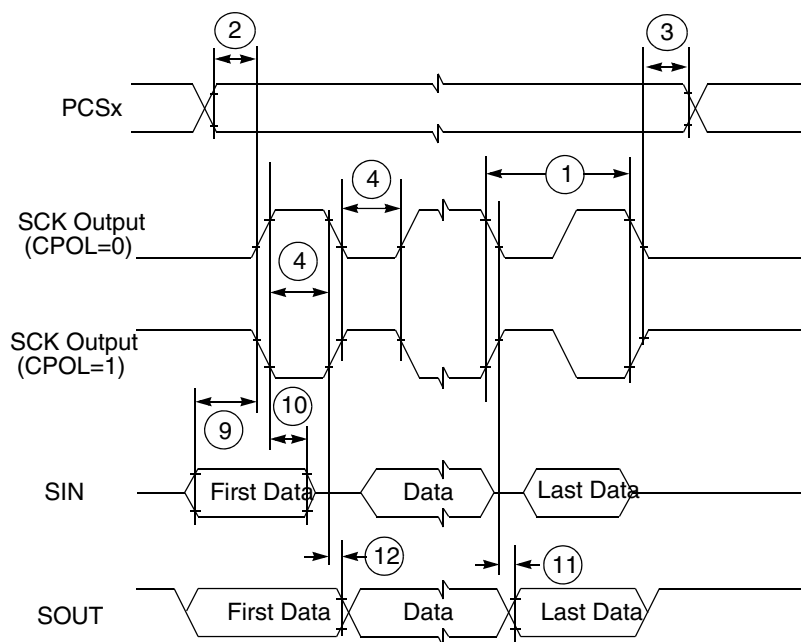 2
3
PCSx
4
1
SCK Output
(CPOL=0)
4
SCK Output
(CPOL=1)
9
10
SIN
First Data
Data
Last Data
12
11
SOUT
First Data
Data
Last Data